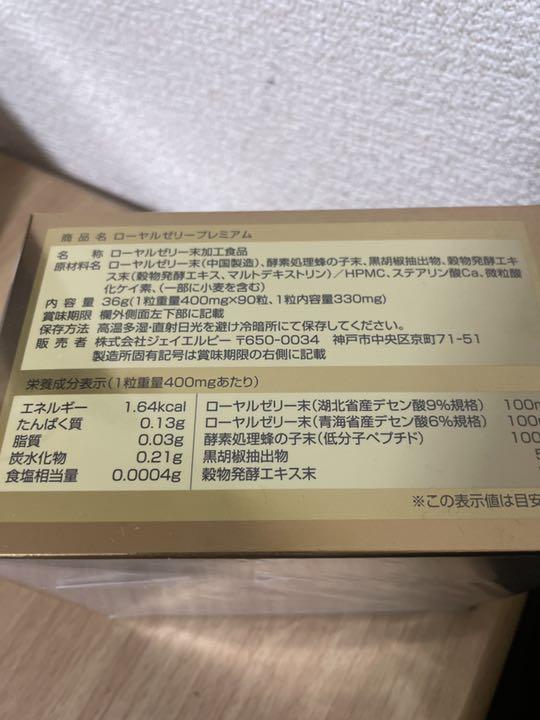 商品名 ローヤルゼリープレミアム
名称 ローヤルゼリー末加工食品
原材料名 ローヤルゼリー末(中国製造)、酵素処理蜂の子末、黒胡椒抽出物、穀物発酵エキ
ス末(穀物発酵エキス、マルトデキストリン)/HPMC、ステアリン酸Ca、微粒酸
化ケイ素、(一部に小麦を含む)
内容量 36g(1粒重量400mg×90粒、1粒内容量330mg)
賞味期限 欄外側面左下部に記載
保存方法 高温多湿・直射日光を避け冷暗所にて保存してください。
販売者 株式会社ジェイエルビー 〒650-0034 神戸市中央区京町71-51
製造所固有記号は賞味期限の右側に記載
栄養成分表示(1粒重量400mgあたり)
エネルギー 1.64kcal
たんぱく質 0.13g
脂質 0.03g
炭水化物 0.21g
食塩相当量 0.0004g
ローヤルゼリー末(湖北省産デセン酸9%規格) 100m
ローヤルゼリー末(青海省産デセン酸6%規格) 100m
酵素処理蜂の子末(低分子ペプチド) 100
黒胡椒抽出物
穀物発酵エキス末
※この表示値は目安